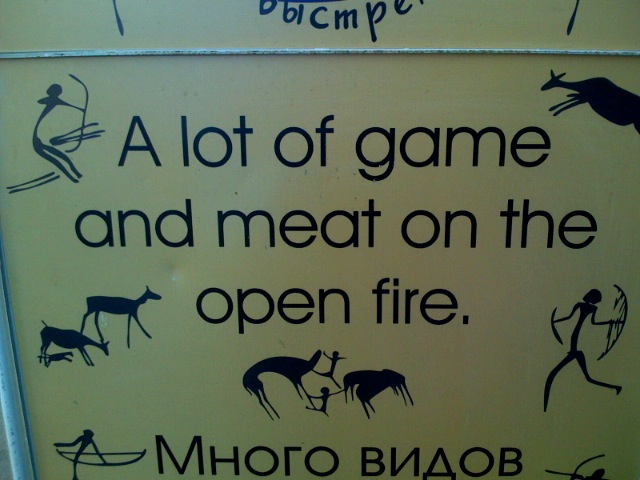 A lot of game
and meat on the
open fire.
Много видов